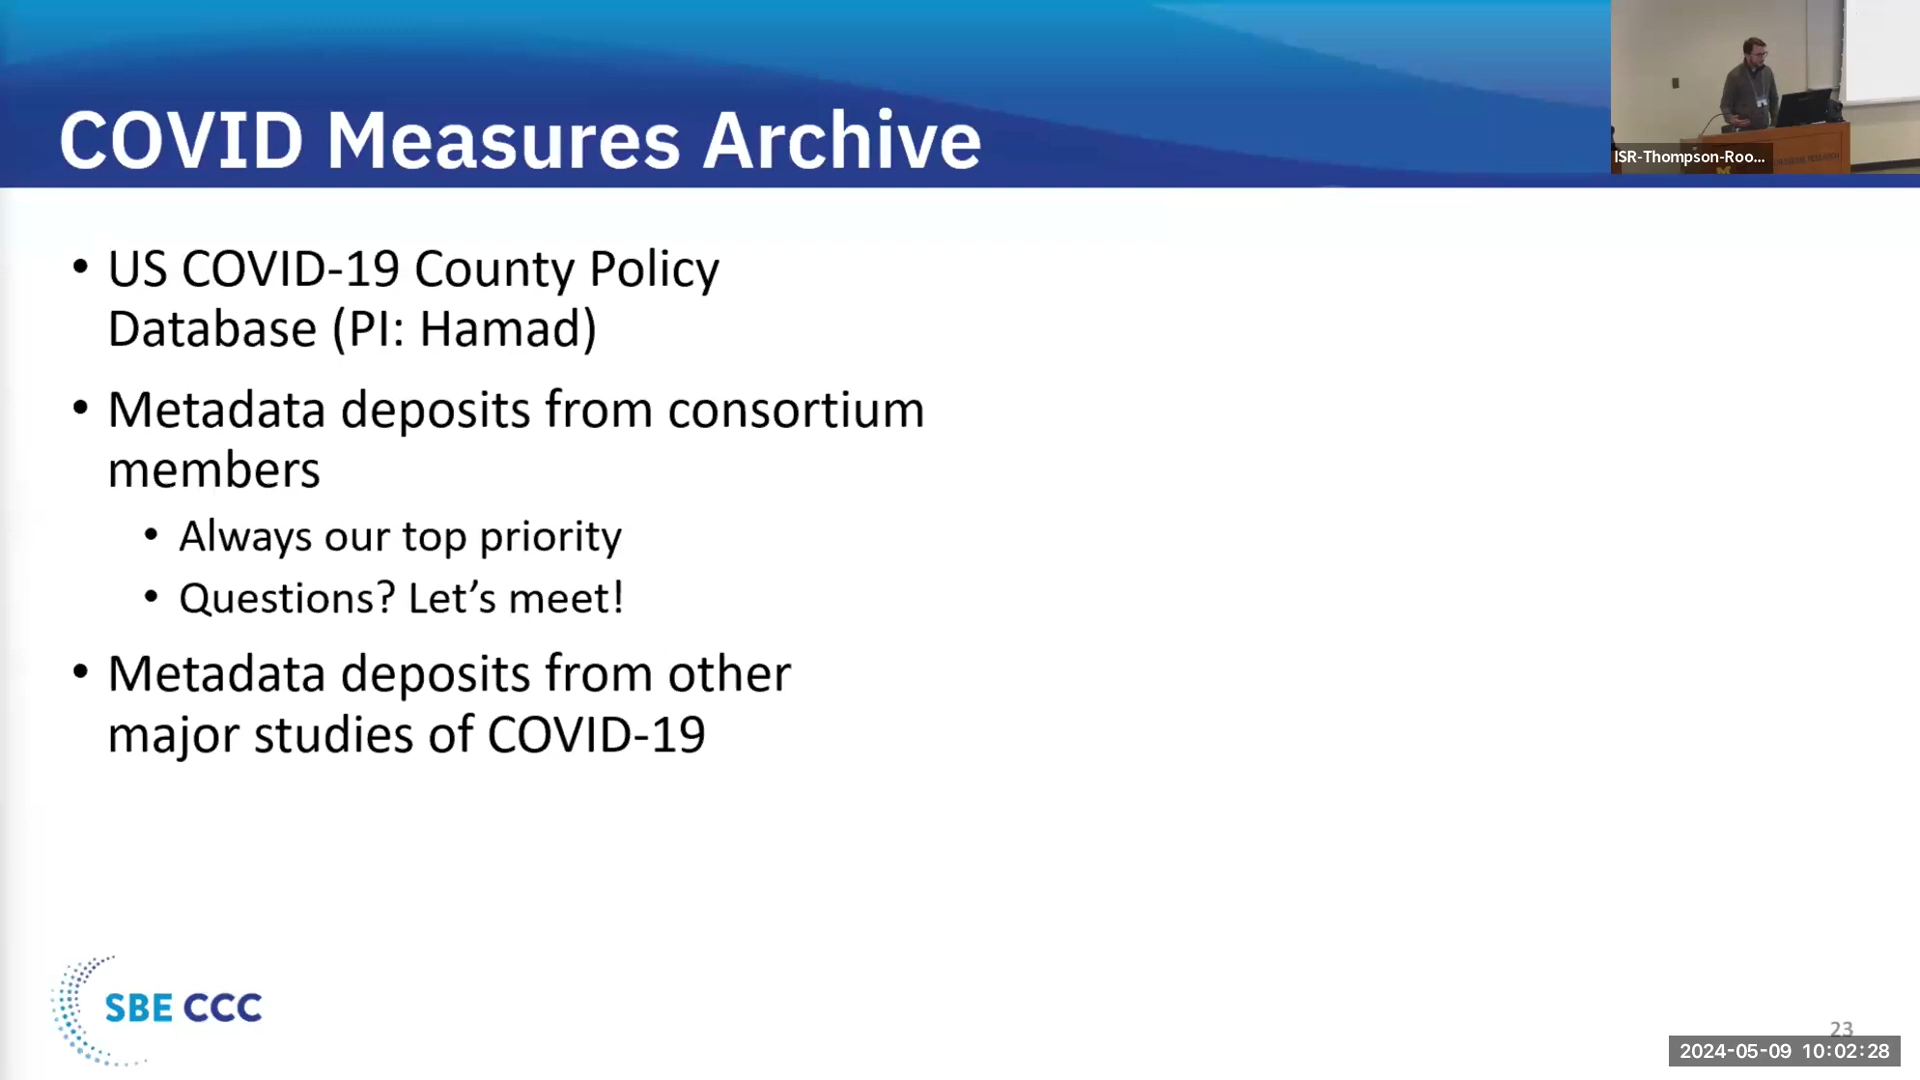 COVID Measures Archive
ISR-Thompson-Roo...
• US COVID-19 County Policy
Database (PI: Hamad)
• Metadata deposits from consortium
members
• Always our top priority
• Questions? Let’s meet!
• Metadata deposits from other
major studies of COVID-19
SBE CCC
23
2024-05-09 10:02:28